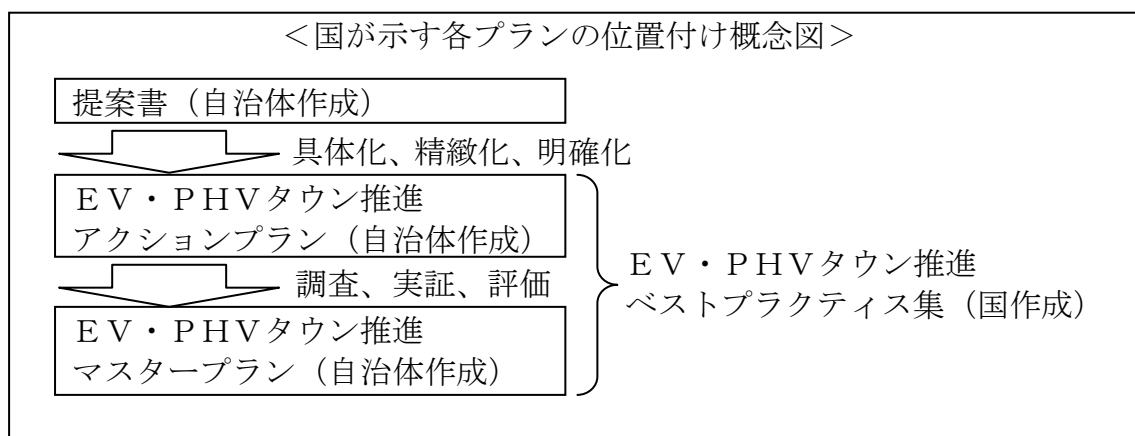 ＜国が示す各プランの位置付け概念図＞
提案書（自治体作成）
具体化、精緻化、明確化
ＥＶ・ＰＨＶタウン推進
アクションプラン（自治体作成）
調査、実証、評価
ＥＶ・ＰＨＶタウン推進
マスタープラン（自治体作成）
ＥＶ・ＰＨＶタウン推進
ベストプラクティス集（国作成）